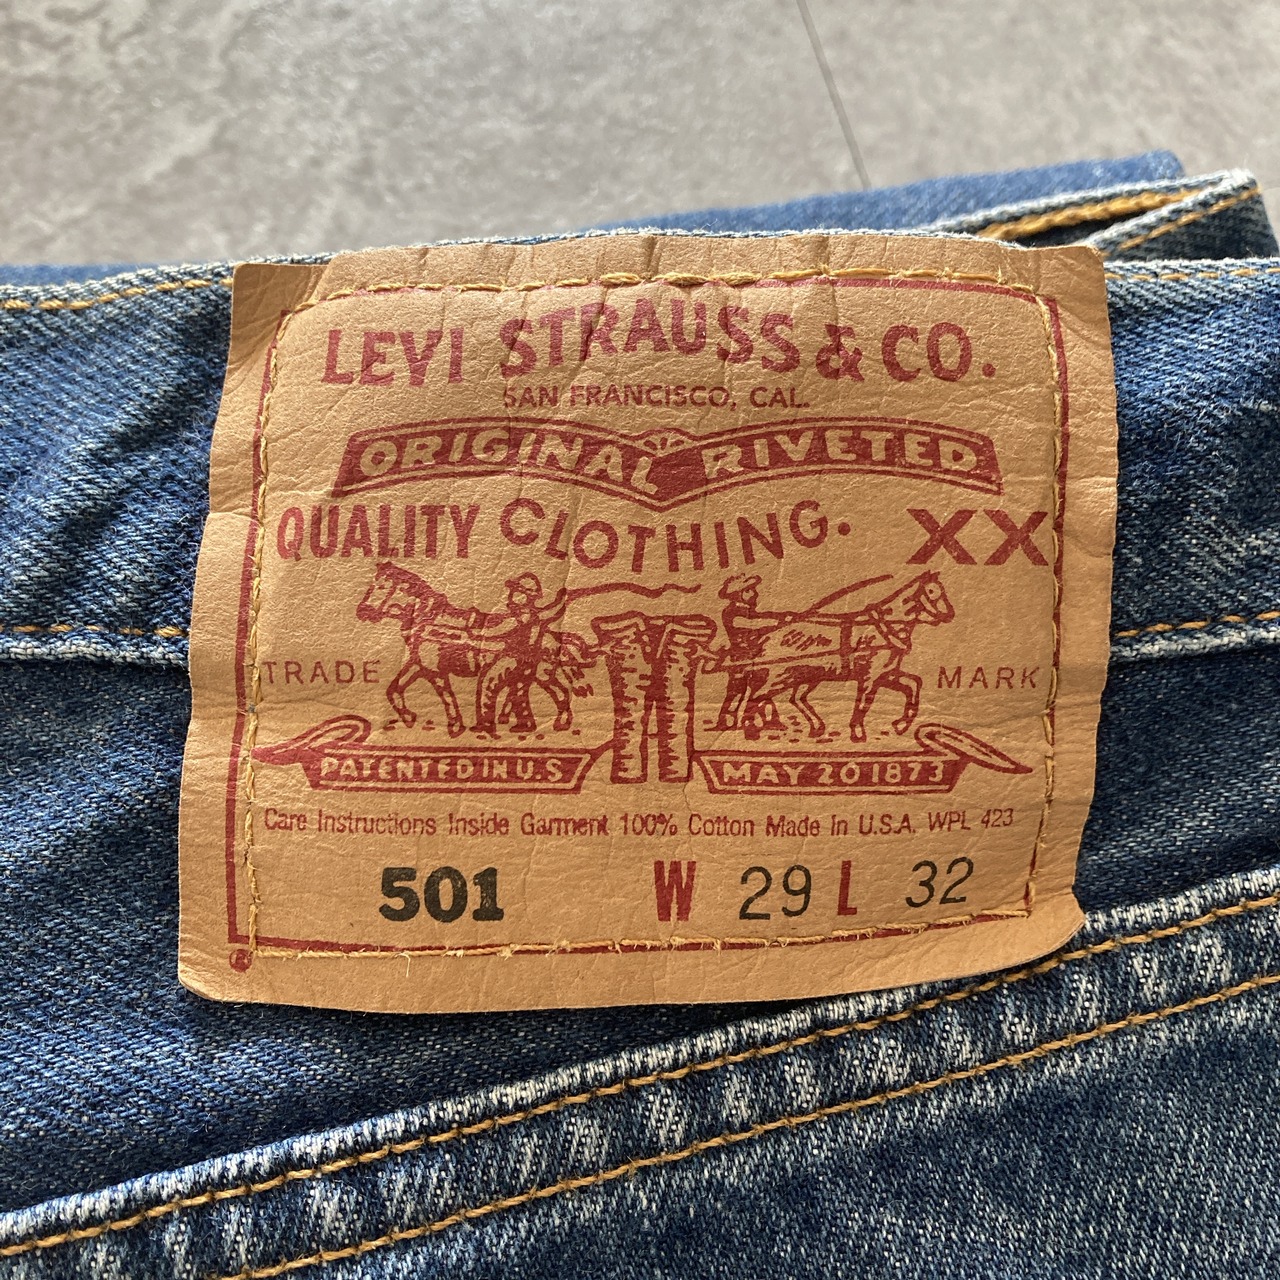 LEVI STRAUSS & CO.
SAN FRANCISCO, CAL.
ORIGINAL RIVETED
QUALITY CLOTHING. XX
TRADE MARK
PATENTED IN U.S MAY 20 1873
Care Instructions Inside Garment 100% Cotton Made in U.S.A. WPL 423
501 W 29 L 32
®